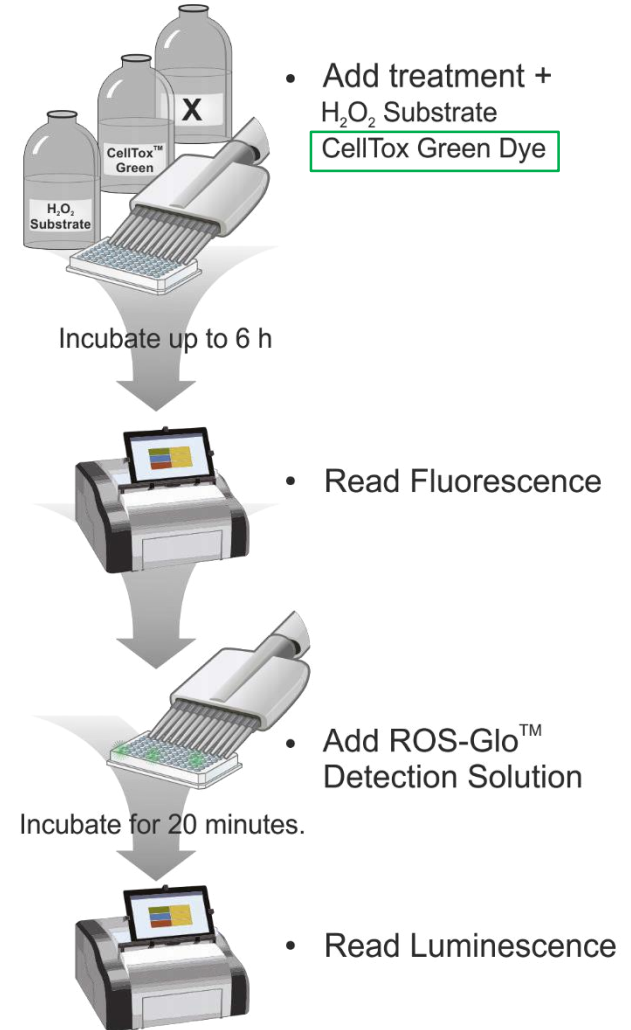 X
CellTox™
Green
H₂O₂
Substrate
• Add treatment +
H₂O₂ Substrate
CellTox Green Dye
Incubate up to 6 h
• Read Fluorescence
• Add ROS-Glo™
Detection Solution
Incubate for 20 minutes.
• Read Luminescence